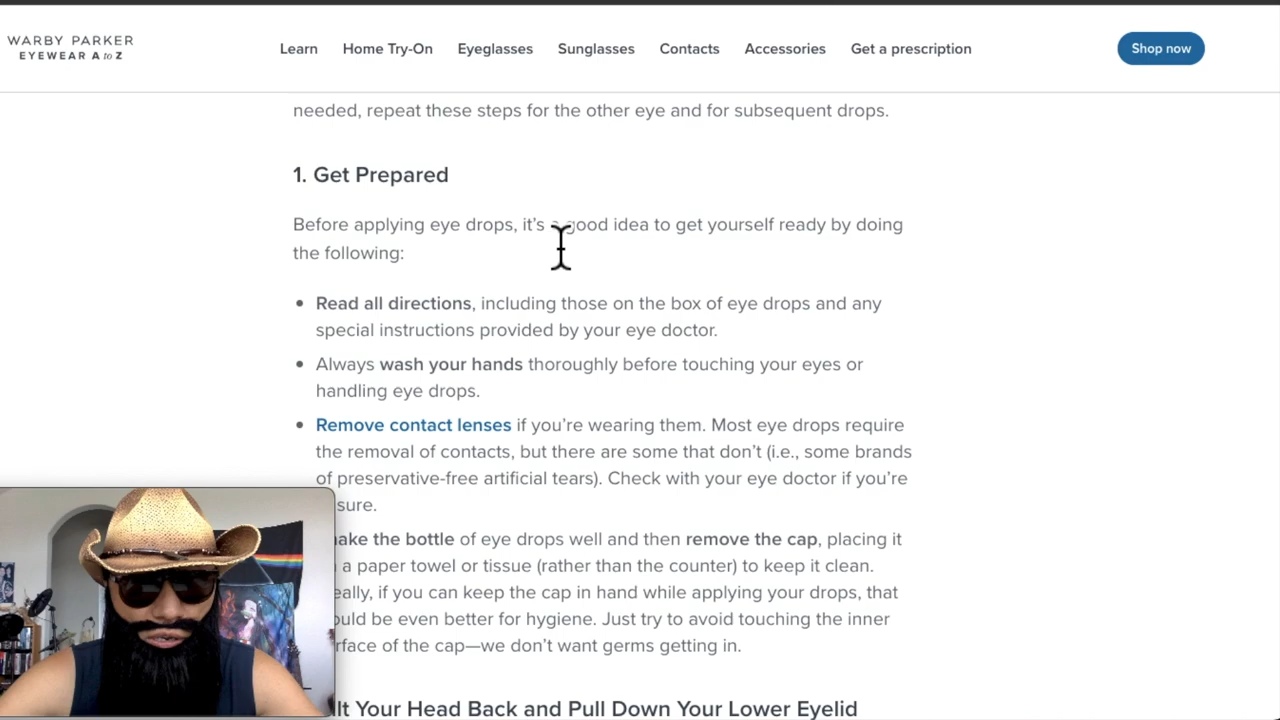 WARBY PARKER
EYEWEAR A to Z
Learn
Home Try-On
Eyeglasses
Sunglasses
Contacts
Accessories
Get a prescription
Shop now
needed, repeat these steps for the other eye and for subsequent drops.
1. Get Prepared
Before applying eye drops, it's a good idea to get yourself ready by doing
the following:
• Read all directions, including those on the box of eye drops and any
special instructions provided by your eye doctor.
• Always wash your hands thoroughly before touching your eyes or
handling eye drops.
• Remove contact lenses if you're wearing them. Most eye drops require
the removal of contacts, but there are some that don't (i.e., some brands
of preservative-free artificial tears). Check with your eye doctor if you're
sure.
ake the bottle of eye drops well and then remove the cap, placing it
a paper towel or tissue (rather than the counter) to keep it clean.
eally, if you can keep the cap in hand while applying your drops, that
ould be even better for hygiene. Just try to avoid touching the inner
rface of the cap—we don't want germs getting in.
lt Your Head Back and Pull Down Your Lower Eyelid